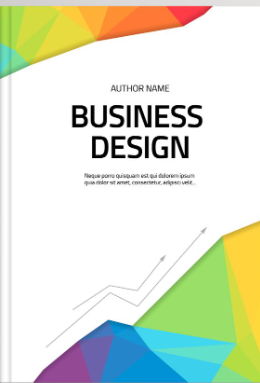 AUTHOR NAME
BUSINESS
DESIGN
Neque porro quisquam est qui dolorem ipsum
quia dolor sit amet, consectetur, adipisci velit..